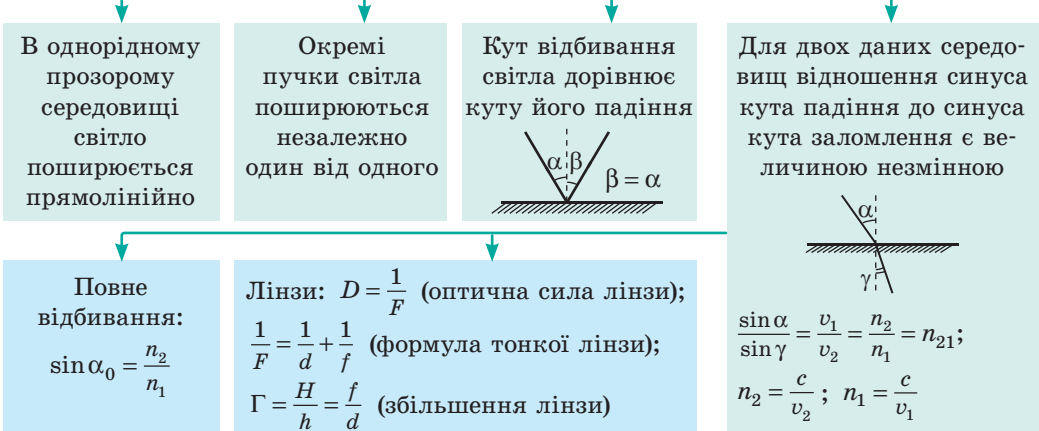 В однорідному
прозорому
середовищі
світло
поширюється
прямолінійно
Окремі
пучки світла
поширюються
незалежно
один від одного
Кут відбивання
світла дорівнює
куту його падіння
α β
β = α
Для двох даних середо-
вищ відношення синуса
кута падіння до синуса
кута заломлення є ве-
личиною незмінною
α
γ
sin α / sin γ = v₁ / v₂ = n₂ / n₁ = n₂₁;
n₂ = c / v₂ ; n₁ = c / v₁
Повне
відбивання:
sin α₀ = n₂ / n₁
Лінзи: D = 1 / F (оптична сила лінзи);
1 / F = 1 / d + 1 / f (формула тонкої лінзи);
Γ = H / h = f / d (збільшення лінзи)